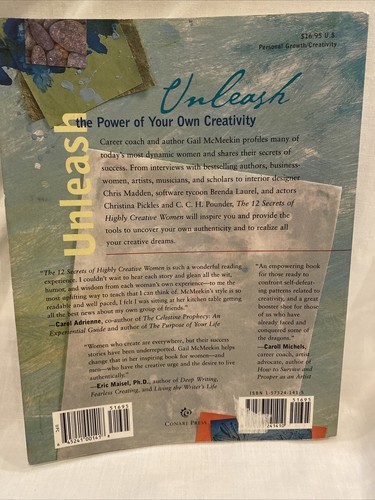 $16.95 U.S.
Personal Growth/Creativity
Unleash
Unleash
the Power of Your Own Creativity
Career coach and author Gail McMeekin profiles many of
today's most dynamic women and shares their secrets of
success. From interviews with bestselling authors, business-
women, artists, musicians, and scholars to interior designer
Chris Madden, software tycoon Brenda Laurel, and actors
Christina Pickles and C. C. H. Pounder, The 12 Secrets of
Highly Creative Women will inspire you and provide the
tools to uncover your own authenticity and to realize all
your creative dreams.
"The 12 Secrets of Highly Creative Women is such a wonderful reading
experience. I couldn't wait to hear each story and glean all the wit,
humor, and wisdom from each woman's own experience—to me the
most uplifting way to teach that I can think of. McMeekin's style is so
readable and well paced, I felt I was sitting at her kitchen table getting
all the best news about my own group of friends."
—Carol Adrienne, co-author of The Celestine Prophecy: An
Experiential Guide and author of The Purpose of Your Life
"Women who create are everywhere, but their success
stories have been underreported. Gail McMeekin helps
change that in her inspiring book for women—and
men—who have the creative urge and the desire to live
authentically."
—Eric Maisel, Ph.D., author of Deep Writing,
Fearless Creating, and Living the Writer's Life
"An empowering book
for those ready to
confront self-defeat-
ing patterns related to
creativity, and a great
booster shot for those
of us who have
already faced and
conquered some of
the dragons."
—Caroll Michels,
career coach, artist
advocate, author of
How to Survive and
Prosper as an Artist
ISBN 1-57324-141-5
51695
51695
CONARI PRESS